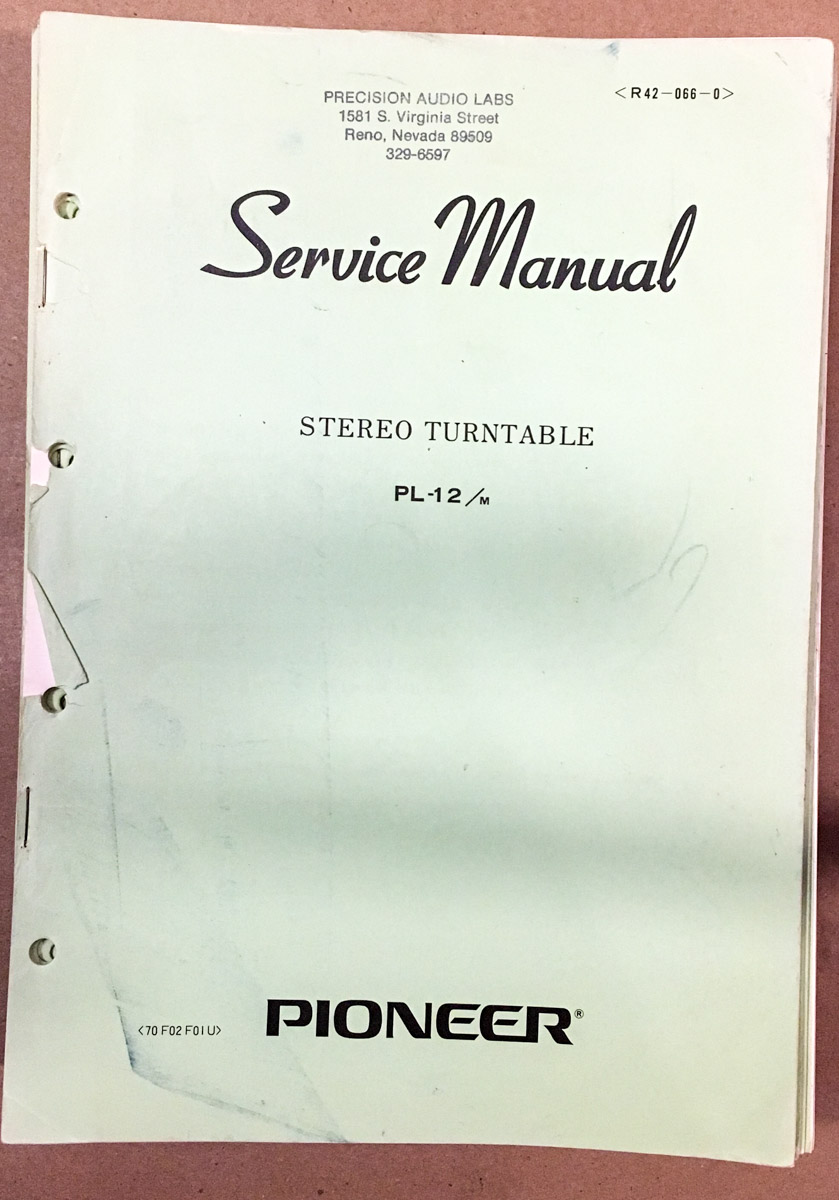 PRECISION AUDIO LABS
1581 S. Virginia Street
Reno, Nevada 89509
329-6597
<R42-066-0>
Service Manual
STEREO TURNTABLE
PL-12/M
<70 F02 F01 U>
PIONEER®